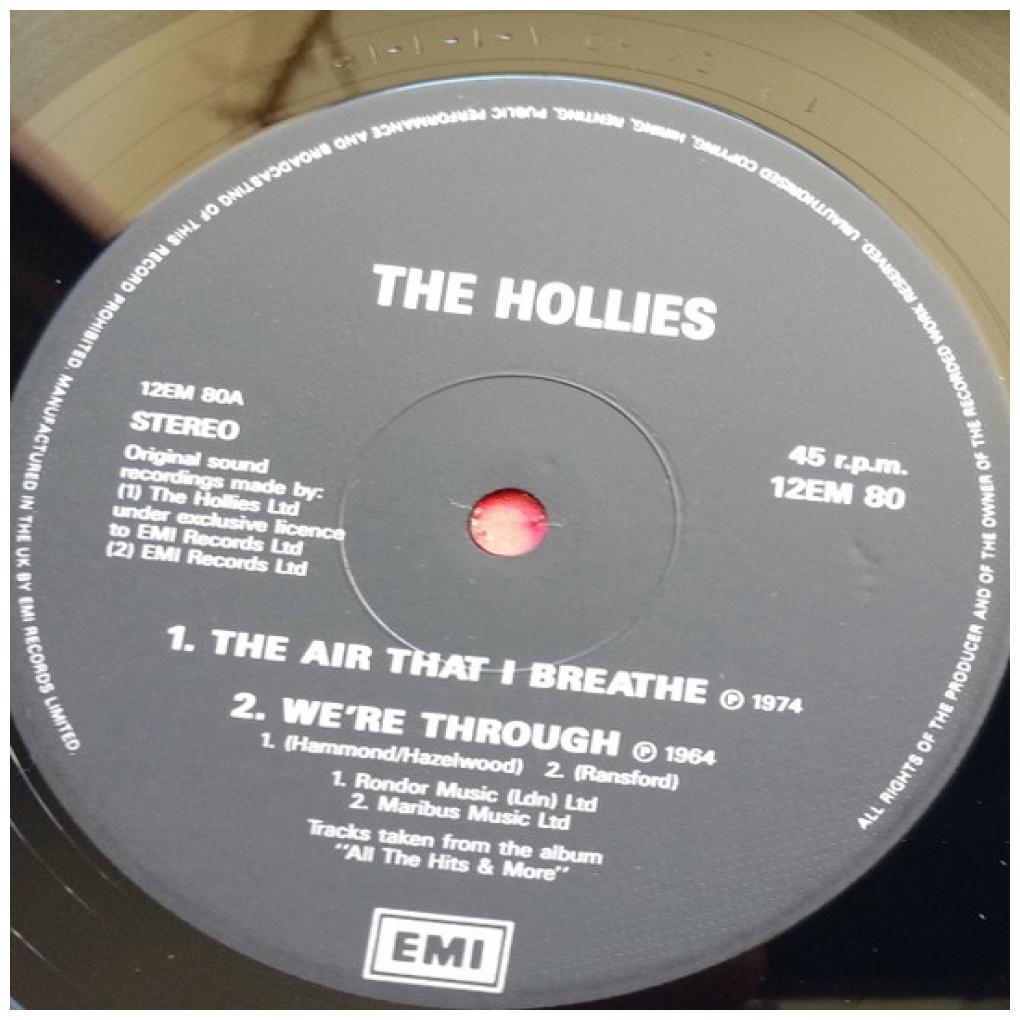 THE HOLLIES
12EM 80A
STEREO
Original sound
recordings made by:
(1) The Hollies Ltd
under exclusive licence
to EMI Records Ltd
(2) EMI Records Ltd
45 r.p.m.
12EM 80
1. THE AIR THAT I BREATHE ℗ 1974
2. WE'RE THROUGH ℗ 1964
1. (Hammond/Hazelwood) 2. (Ransford)
1. Rondor Music (Ldn) Ltd
2. Maribus Music Ltd
Tracks taken from the album
"All The Hits & More"
EMI
ALL RIGHTS OF THE PRODUCER AND OF THE OWNER OF THE RECORDED WORK RESERVED. UNAUTHORISED COPYING, HIRING, RENTING, PUBLIC PERFORMANCE AND BROADCASTING OF THIS RECORD PROHIBITED. MANUFACTURED IN THE UK BY EMI RECORDS LIMITED.